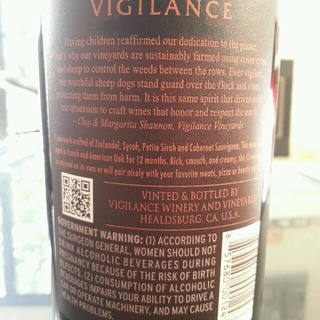 VIGILANCE
Having children reaffirmed our dedication to the planet.
why our vineyards are sustainably farmed using cover crops
and sheep to control the weeds between the rows. Ever vigilant,
our watchful sheep dogs stand guard over the flock and vines,
protecting them from harm. It is this same spirit that drives
our obsession to craft wines that honor and respect the earth.
- Clay & Margarita Shannon, Vigilance Vineyards
crafted of Zinfandel, Syrah, Petite Sirah and Cabernet Sauvignon.
in French and American Oak for 12 months. Rich, smooth, and creamy,
on its own as will pair nicely with your favorite meats, pizza or
VINTED & BOTTLED BY
VIGILANCE WINERY AND VINEYARDS
HEALDSBURG, CA, U.S.A.
GOVERNMENT WARNING: (1) ACCORDING
TO THE SURGEON GENERAL, WOMEN SHOULD NOT
DRINK ALCOHOLIC BEVERAGES DURING
PREGNANCY BECAUSE OF THE RISK OF BIRTH
DEFECTS. (2) CONSUMPTION OF ALCOHOLIC
BEVERAGES IMPAIRS YOUR ABILITY TO DRIVE A
CAR OR OPERATE MACHINERY, AND MAY CAUSE
HEALTH PROBLEMS.